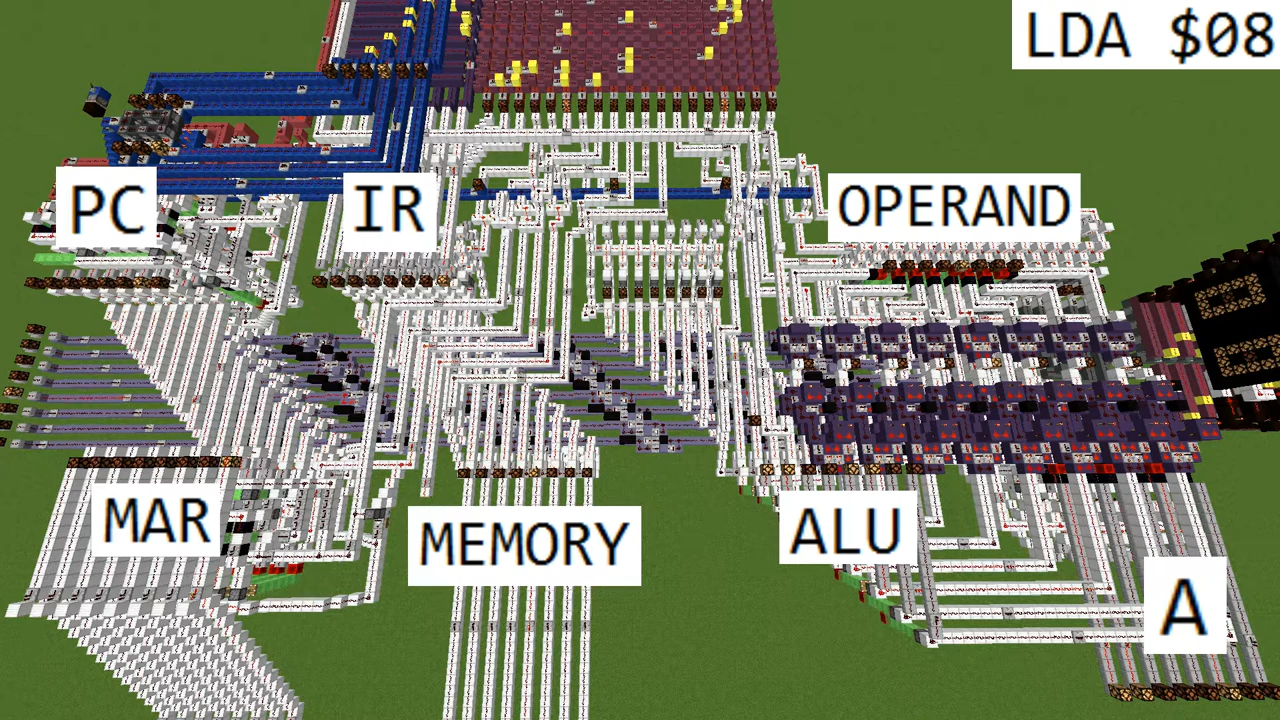 LDA $08
PC
IR
OPERAND
MAR
MEMORY
ALU
A